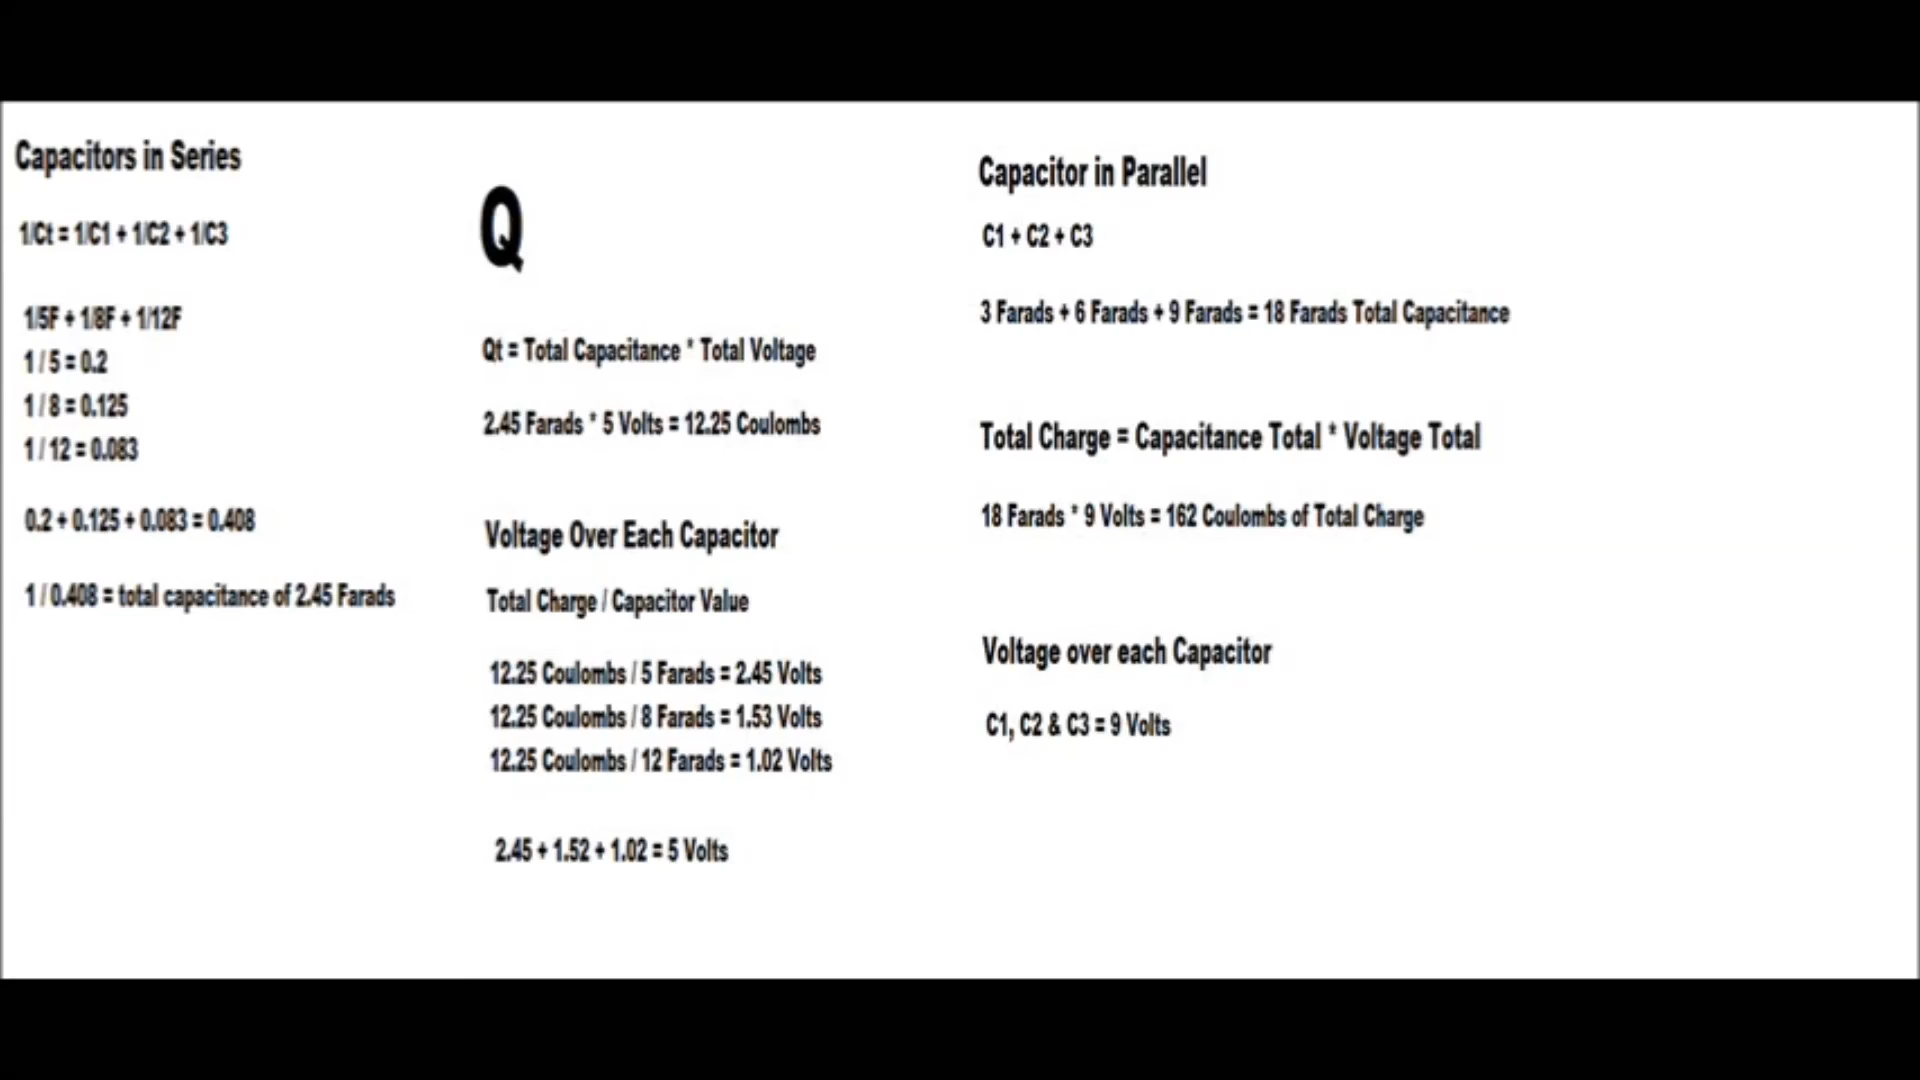 Capacitors in Series
1/Ct = 1/C1 + 1/C2 + 1/C3
1/5F + 1/8F + 1/12F
1 / 5 = 0.2
1 / 8 = 0.125
1 / 12 = 0.083
0.2 + 0.125 + 0.083 = 0.408
1 / 0.408 = total capacitance of 2.45 Farads
Q
Qt = Total Capacitance * Total Voltage
2.45 Farads * 5 Volts = 12.25 Coulombs
Voltage Over Each Capacitor
Total Charge / Capacitor Value
12.25 Coulombs / 5 Farads = 2.45 Volts
12.25 Coulombs / 8 Farads = 1.53 Volts
12.25 Coulombs / 12 Farads = 1.02 Volts
2.45 + 1.52 + 1.02 = 5 Volts
Capacitor in Parallel
C1 + C2 + C3
3 Farads + 6 Farads + 9 Farads = 18 Farads Total Capacitance
Total Charge = Capacitance Total * Voltage Total
18 Farads * 9 Volts = 162 Coulombs of Total Charge
Voltage over each Capacitor
C1, C2 & C3 = 9 Volts